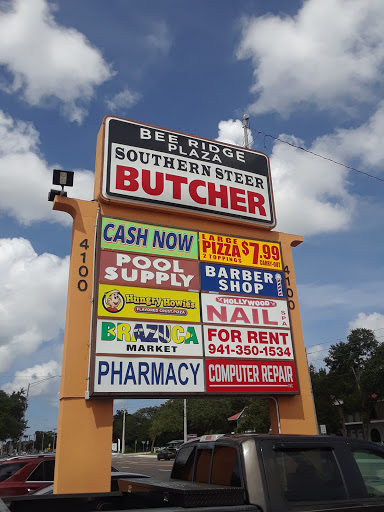 BEE RIDGE
PLAZA
SOUTHERN STEER
BUTCHER
4100
4100
CASH NOW
LARGE
PIZZA
2 TOPPINGS
$7.99
CARRY-OUT
POOL
SUPPLY
BARBER
SHOP
Hungry Howie's
FLAVORED CRUST PIZZA
HOLLYWOOD
NAIL
SPA
BRAZUCA
MARKET
FOR RENT
941-350-1534
PHARMACY
COMPUTER REPAIR